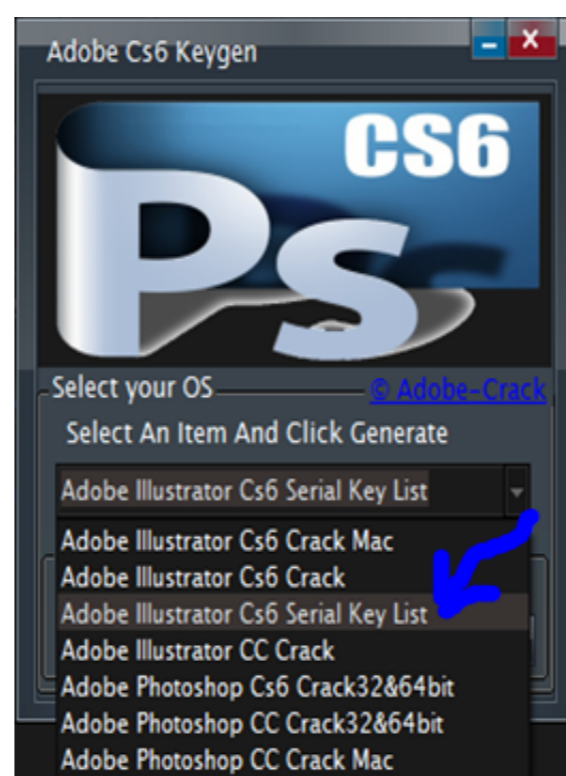 Adobe Cs6 Keygen
CS6
Ps
Select your OS © Adobe-Crack
Select An Item And Click Generate
Adobe Illustrator Cs6 Serial Key List
Adobe Illustrator Cs6 Crack Mac
Adobe Illustrator Cs6 Crack
Adobe Illustrator Cs6 Serial Key List
Adobe Illustrator CC Crack
Adobe Photoshop Cs6 Crack32&64bit
Adobe Photoshop CC Crack32&64bit
Adobe Photoshop CC Crack Mac